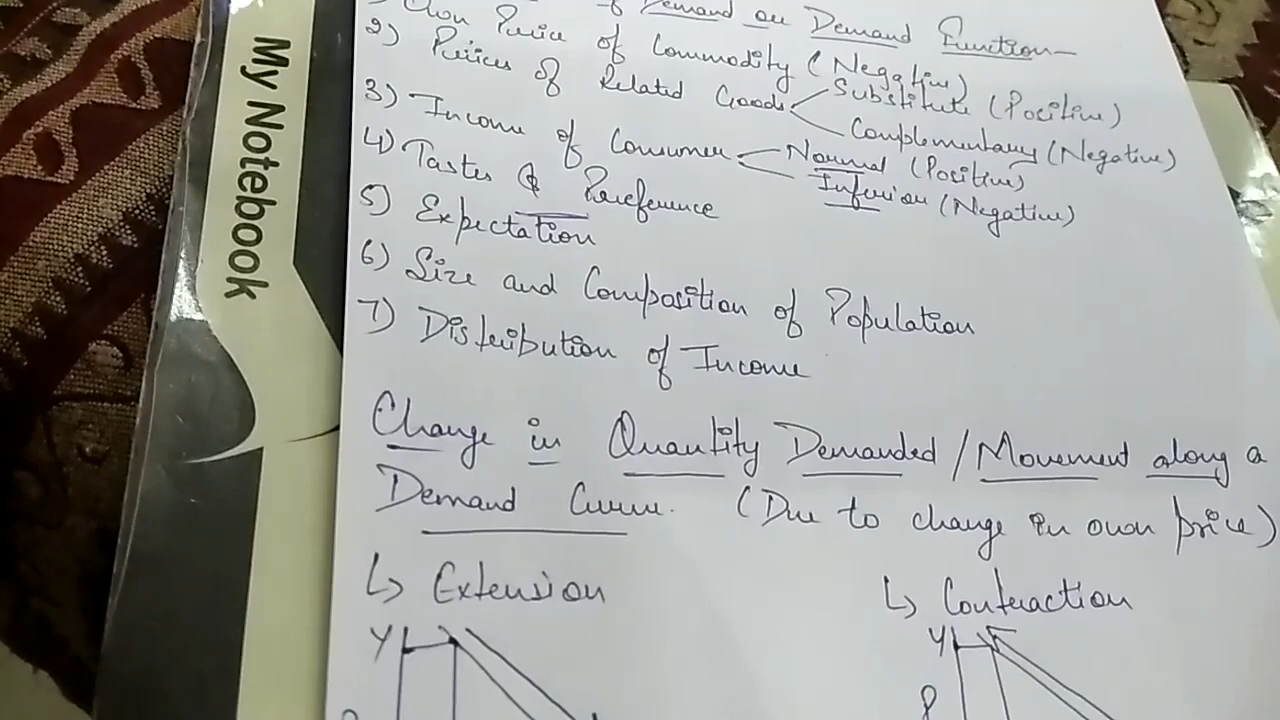 of Demand or Demand Function—
Own Price of Commodity (Negative)
2) Prices of Related Goods
Substitute (Positive)
Complementary (Negative)
3) Income of Consumer
Normal (Positive)
Inferior (Negative)
4) Tastes & Preference
5) Expectation
6) Size and Composition of Population
7) Distribution of Income
Change in Quantity Demanded / Movement along a
Demand Curve. (Due to change in own price)
↳ Extension
↳ Contraction
Y
Y
P
My Notebook